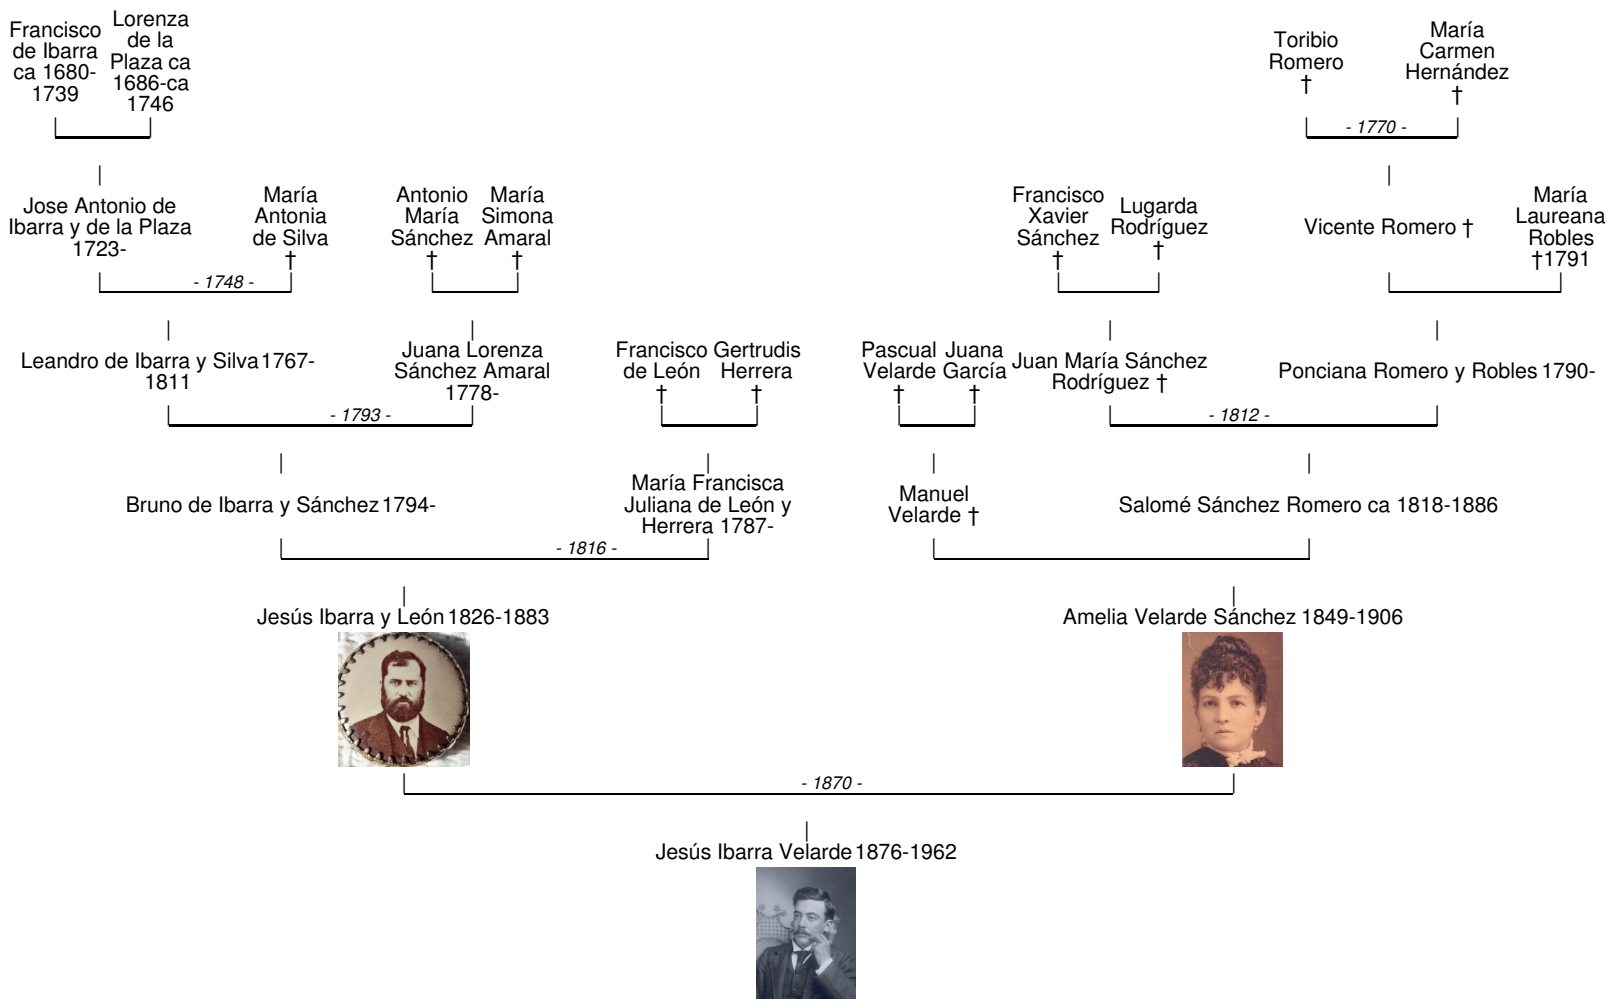 Francisco
de Ibarra
ca 1680-
1739
Lorenza
de la
Plaza ca
1686-ca
1746
Toribio
Romero
†
María
Carmen
Hernández
†
- 1770 -
Jose Antonio de
Ibarra y de la Plaza
1723-
María
Antonia
de Silva
†
Antonio
María
Sánchez
†
María
Simona
Amaral
†
Francisco
Xavier
Sánchez
†
Lugarda
Rodríguez
†
Vicente Romero †
María
Laureana
Robles
†1791
- 1748 -
Leandro de Ibarra y Silva 1767-
1811
Juana Lorenza
Sánchez Amaral
1778-
Francisco
de León
†
Gertrudis
Herrera
†
Pascual
Velarde
†
Juana
García
†
Juan María Sánchez
Rodríguez †
Ponciana Romero y Robles 1790-
- 1793 -
- 1812 -
Bruno de Ibarra y Sánchez 1794-
María Francisca
Juliana de León y
Herrera 1787-
Manuel
Velarde †
Salomé Sánchez Romero ca 1818-1886
- 1816 -
Jesús Ibarra y León 1826-1883
Amelia Velarde Sánchez 1849-1906
- 1870 -
Jesús Ibarra Velarde 1876-1962